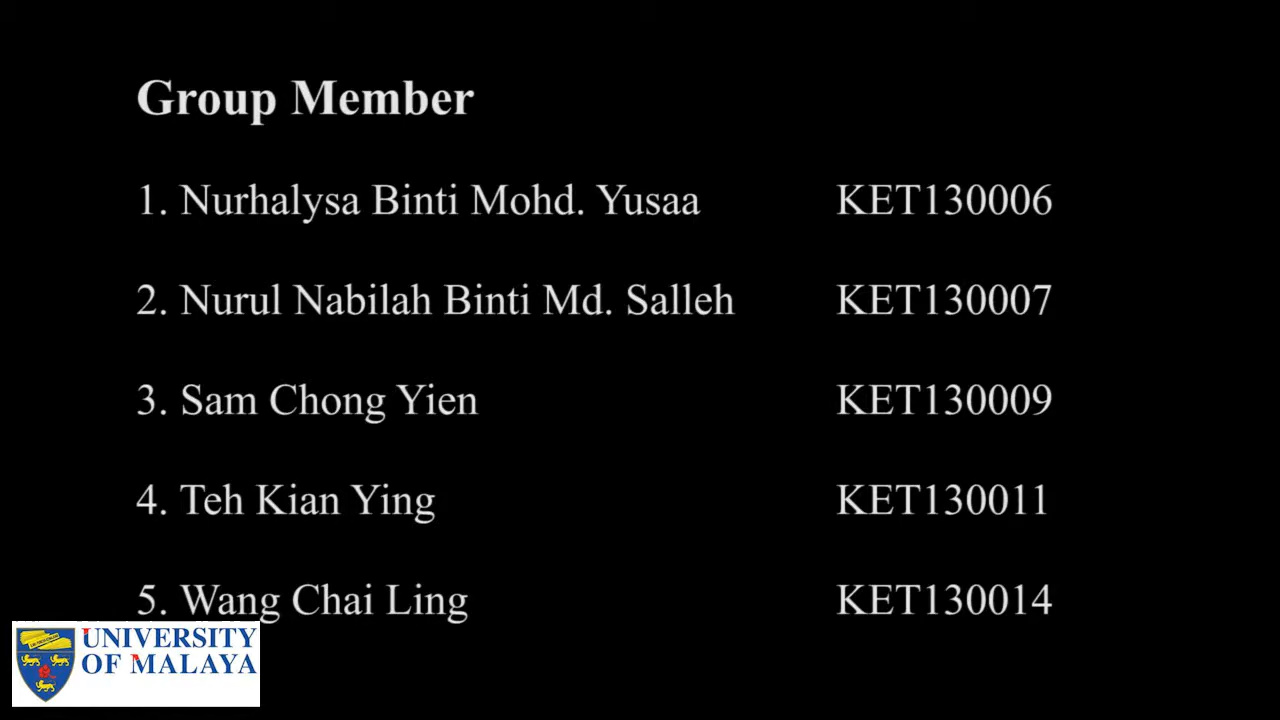 Group Member
1. Nurhalysa Binti Mohd. Yusaa KET130006
2. Nurul Nabilah Binti Md. Salleh KET130007
3. Sam Chong Yien KET130009
4. Teh Kian Ying KET130011
5. Wang Chai Ling KET130014
UNIVERSITY
OF MALAYA